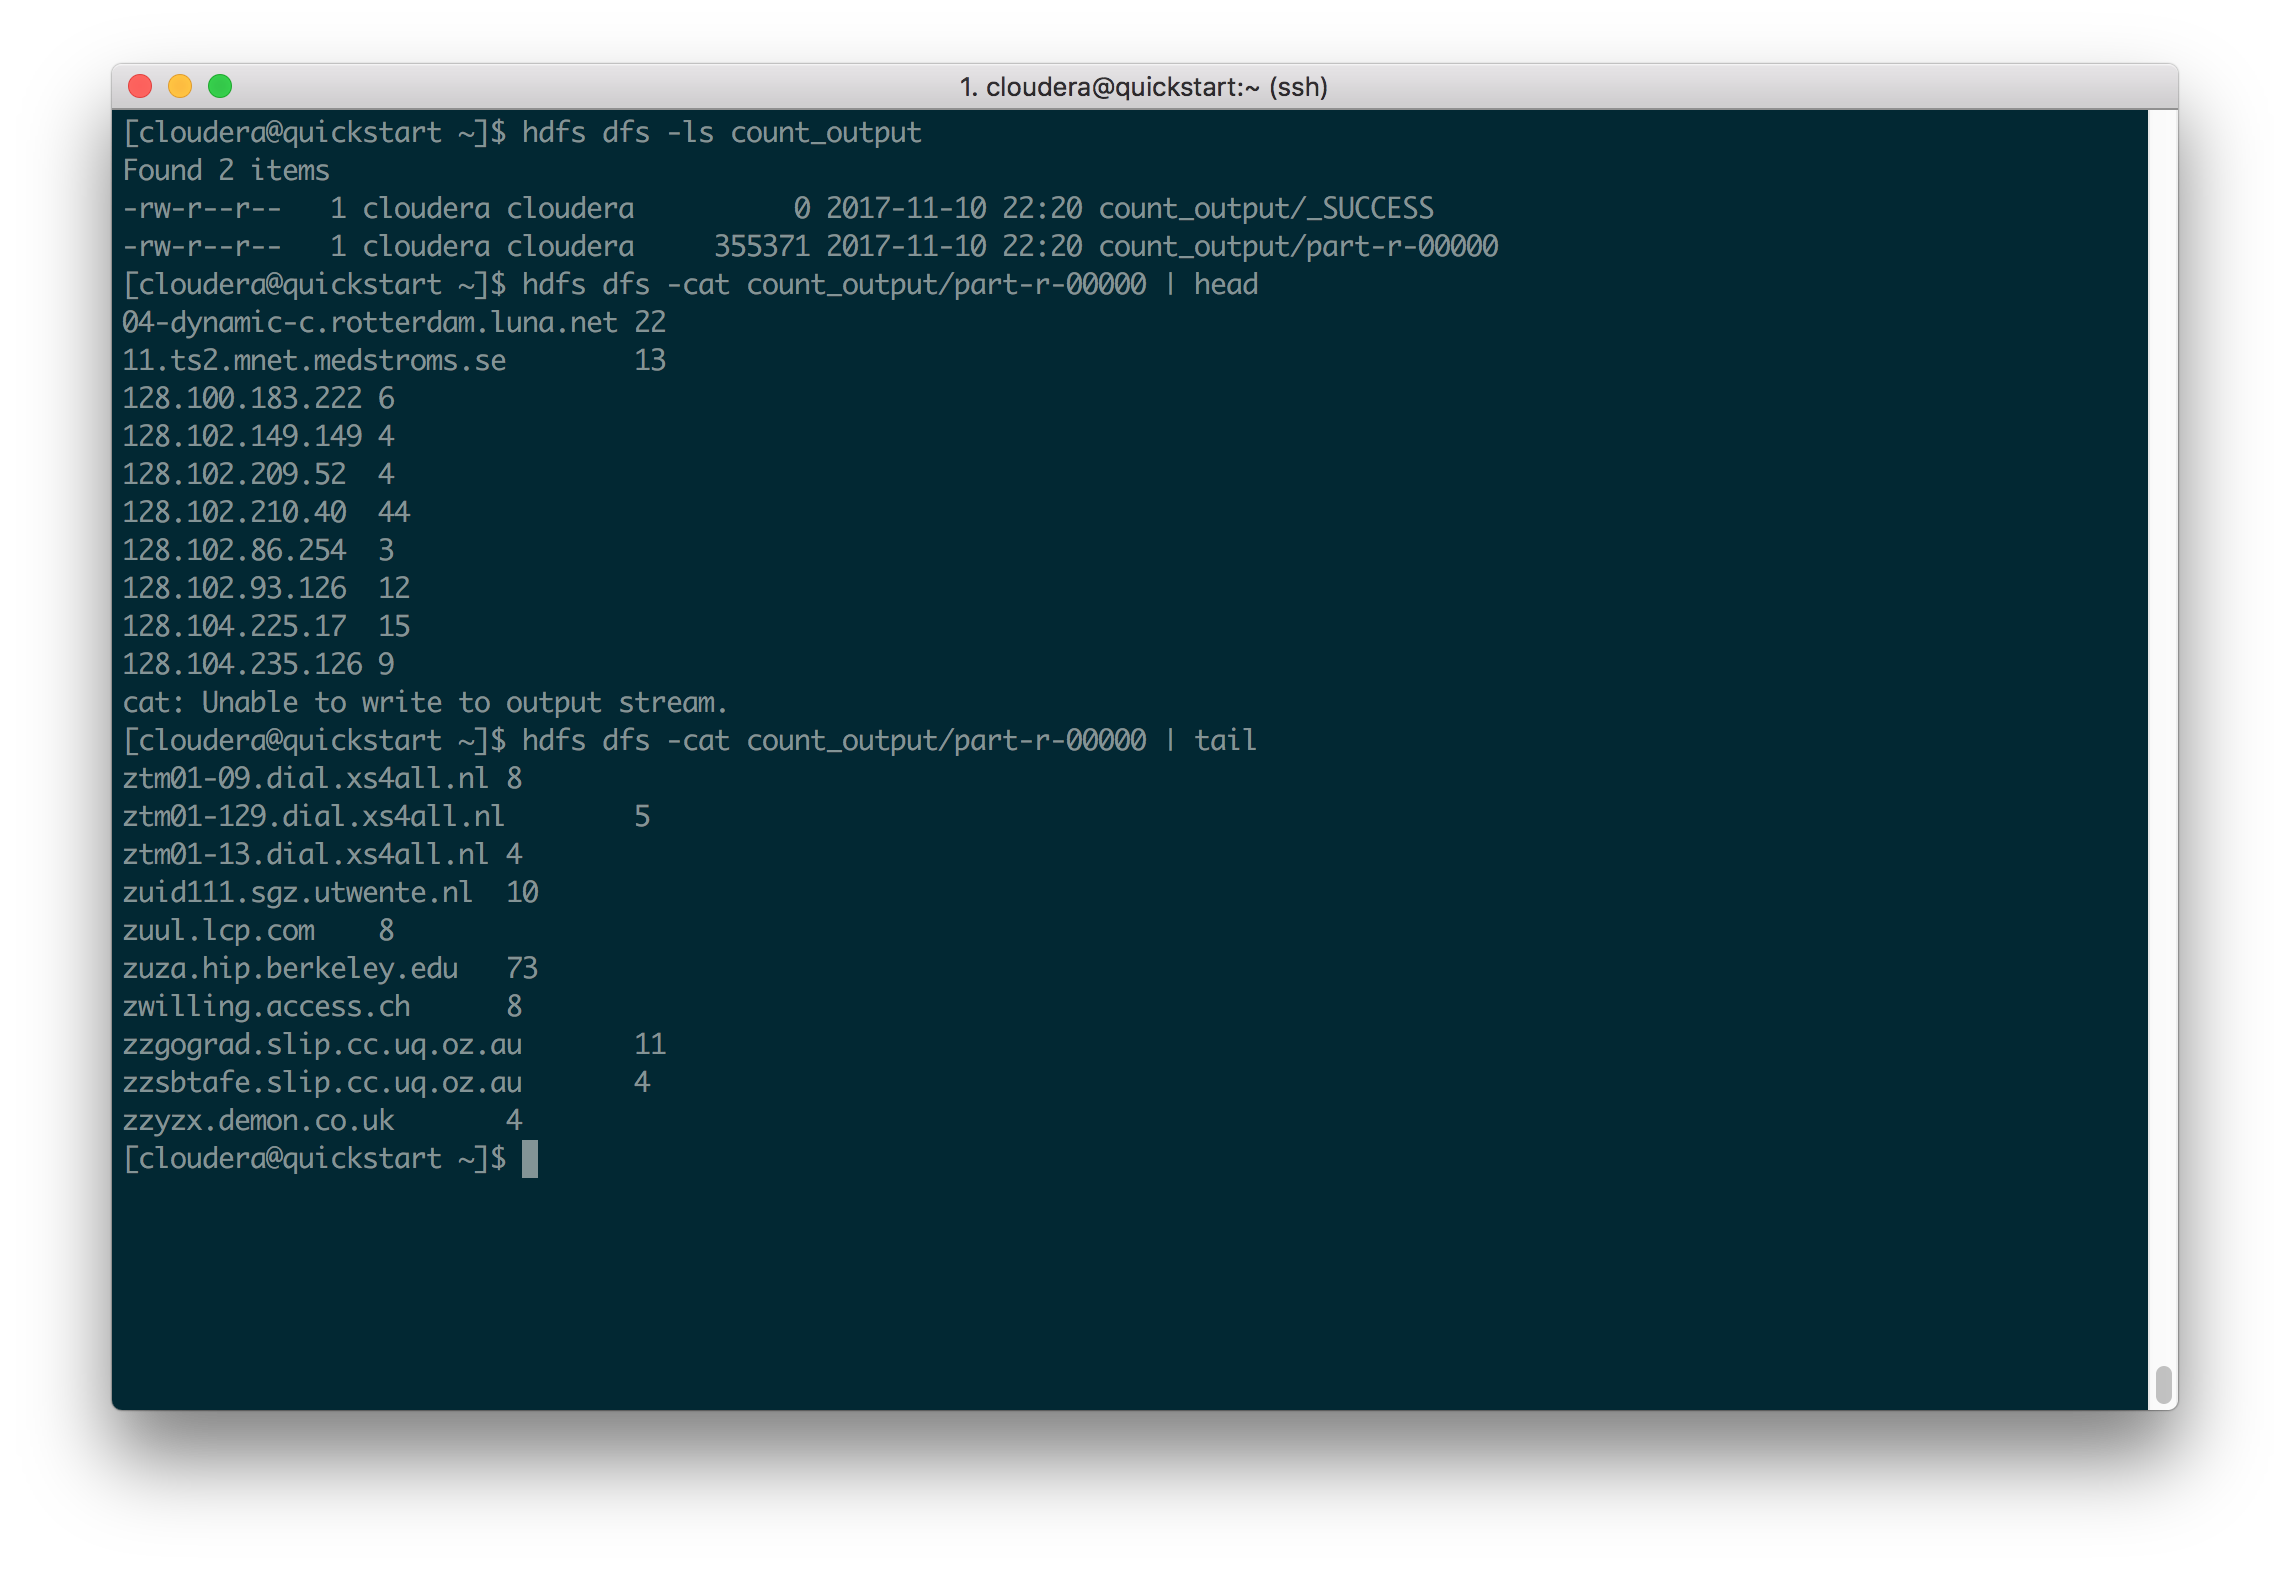 1. cloudera@quickstart:~ (ssh)
[cloudera@quickstart ~]$ hdfs dfs -ls count_output
Found 2 items
-rw-r--r--   1 cloudera cloudera          0 2017-11-10 22:20 count_output/_SUCCESS
-rw-r--r--   1 cloudera cloudera     355371 2017-11-10 22:20 count_output/part-r-00000
[cloudera@quickstart ~]$ hdfs dfs -cat count_output/part-r-00000 | head
04-dynamic-c.rotterdam.luna.net 22
11.ts2.mnet.medstroms.se        13
128.100.183.222 6
128.102.149.149 4
128.102.209.52  4
128.102.210.40  44
128.102.86.254  3
128.102.93.126  12
128.104.225.17  15
128.104.235.126 9
cat: Unable to write to output stream.
[cloudera@quickstart ~]$ hdfs dfs -cat count_output/part-r-00000 | tail
ztm01-09.dial.xs4all.nl 8
ztm01-129.dial.xs4all.nl        5
ztm01-13.dial.xs4all.nl 4
zuid111.sgz.utwente.nl  10
zuul.lcp.com    8
zuza.hip.berkeley.edu   73
zwilling.access.ch      8
zzgograd.slip.cc.uq.oz.au       11
zzsbtafe.slip.cc.uq.oz.au       4
zzyzx.demon.co.uk       4
[cloudera@quickstart ~]$